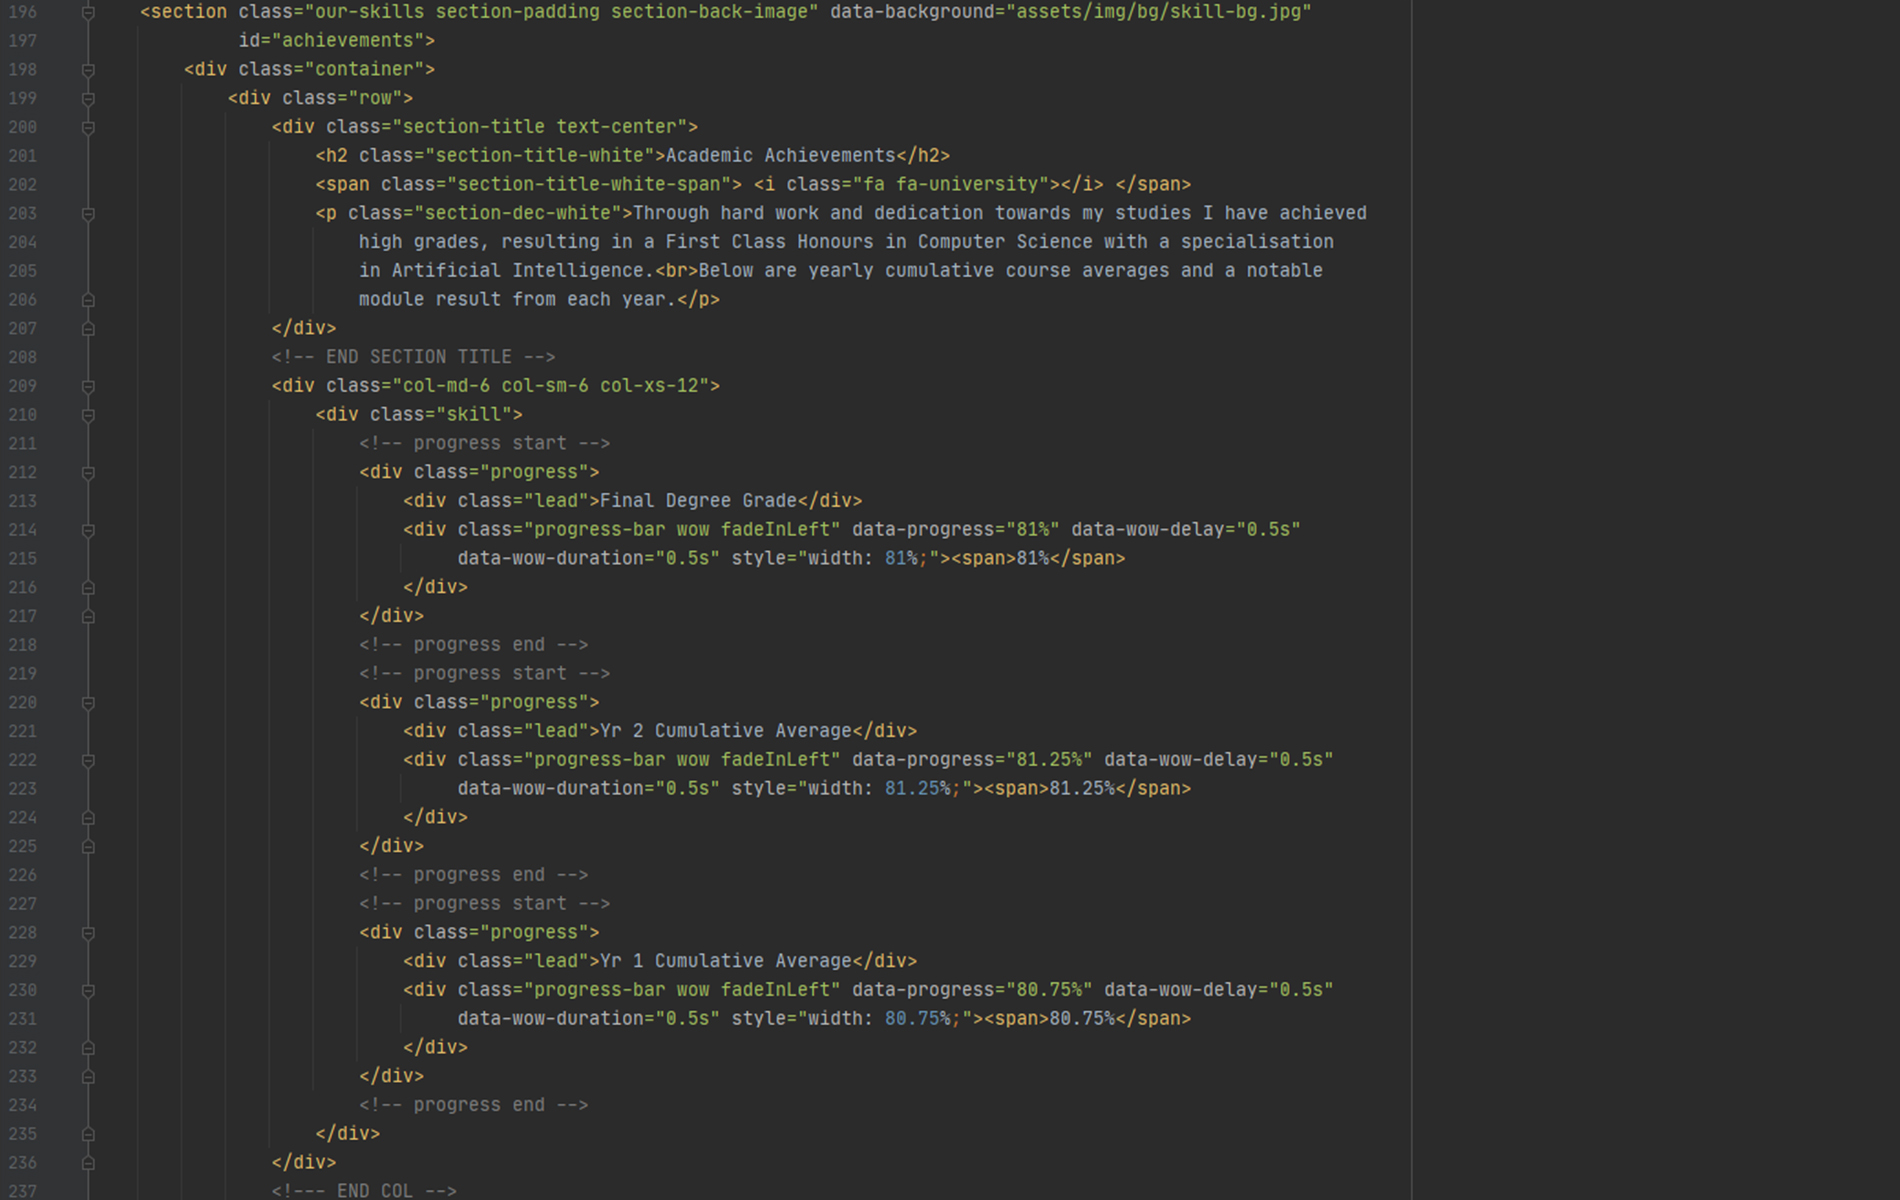 196 <section class="our-skills section-padding section-back-image" data-background="assets/img/bg/skill-bg.jpg"
197 id="achievements">
198 <div class="container">
199 <div class="row">
200 <div class="section-title text-center">
201 <h2 class="section-title-white">Academic Achievements</h2>
202 <span class="section-title-white-span"> <i class="fa fa-university"></i> </span>
203 <p class="section-dec-white">Through hard work and dedication towards my studies I have achieved
204 high grades, resulting in a First Class Honours in Computer Science with a specialisation
205 in Artificial Intelligence.<br>Below are yearly cumulative course averages and a notable
206 module result from each year.</p>
207 </div>
208 <!-- END SECTION TITLE -->
209 <div class="col-md-6 col-sm-6 col-xs-12">
210 <div class="skill">
211 <!-- progress start -->
212 <div class="progress">
213 <div class="lead">Final Degree Grade</div>
214 <div class="progress-bar wow fadeInLeft" data-progress="81%" data-wow-delay="0.5s"
215 data-wow-duration="0.5s" style="width: 81%;"><span>81%</span>
216 </div>
217 </div>
218 <!-- progress end -->
219 <!-- progress start -->
220 <div class="progress">
221 <div class="lead">Yr 2 Cumulative Average</div>
222 <div class="progress-bar wow fadeInLeft" data-progress="81.25%" data-wow-delay="0.5s"
223 data-wow-duration="0.5s" style="width: 81.25%;"><span>81.25%</span>
224 </div>
225 </div>
226 <!-- progress end -->
227 <!-- progress start -->
228 <div class="progress">
229 <div class="lead">Yr 1 Cumulative Average</div>
230 <div class="progress-bar wow fadeInLeft" data-progress="80.75%" data-wow-delay="0.5s"
231 data-wow-duration="0.5s" style="width: 80.75%;"><span>80.75%</span>
232 </div>
233 </div>
234 <!-- progress end -->
235 </div>
236 </div>
237 <!--- END COL -->